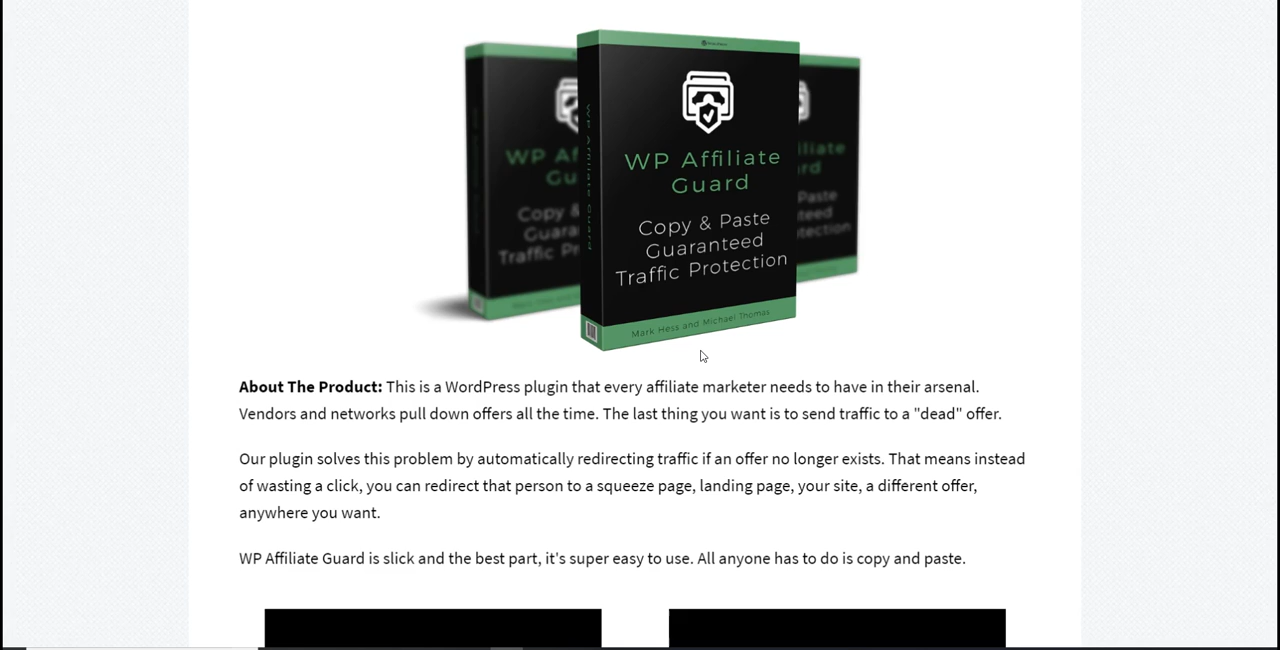 WP Affiliate
Guard
Copy & Paste
Guaranteed
Traffic Protection
Mark Hess and Michael Thomas
WP Affiliate Guard
About The Product: This is a WordPress plugin that every affiliate marketer needs to have in their arsenal.
Vendors and networks pull down offers all the time. The last thing you want is to send traffic to a "dead" offer.
Our plugin solves this problem by automatically redirecting traffic if an offer no longer exists. That means instead
of wasting a click, you can redirect that person to a squeeze page, landing page, your site, a different offer,
anywhere you want.
WP Affiliate Guard is slick and the best part, it's super easy to use. All anyone has to do is copy and paste.